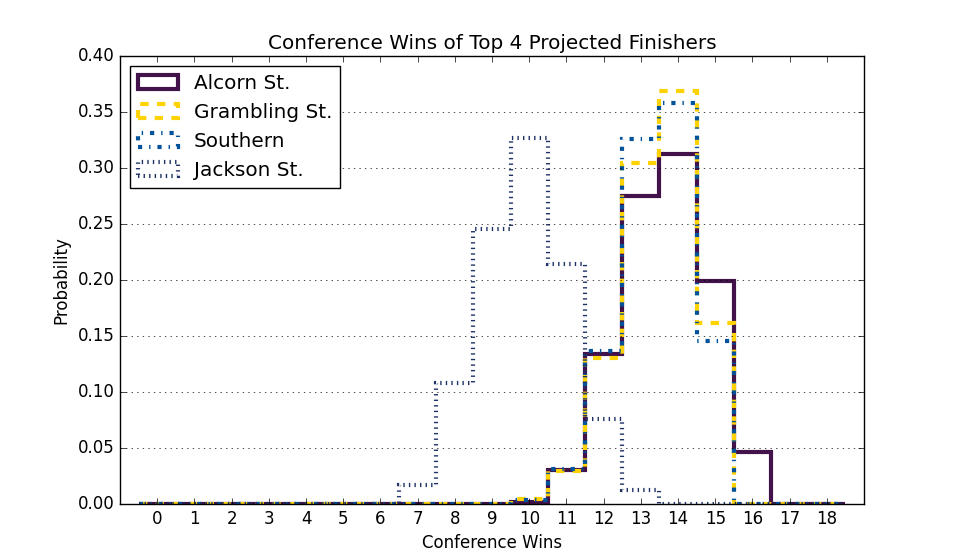 Conference Wins of Top 4 Projected Finishers
0.40
0.35
0.30
0.25
0.20
0.15
0.10
0.05
0.00
Probability
Alcorn St.
Grambling St.
Southern
Jackson St.
0 1 2 3 4 5 6 7 8 9 10 11 12 13 14 15 16 17 18
Conference Wins